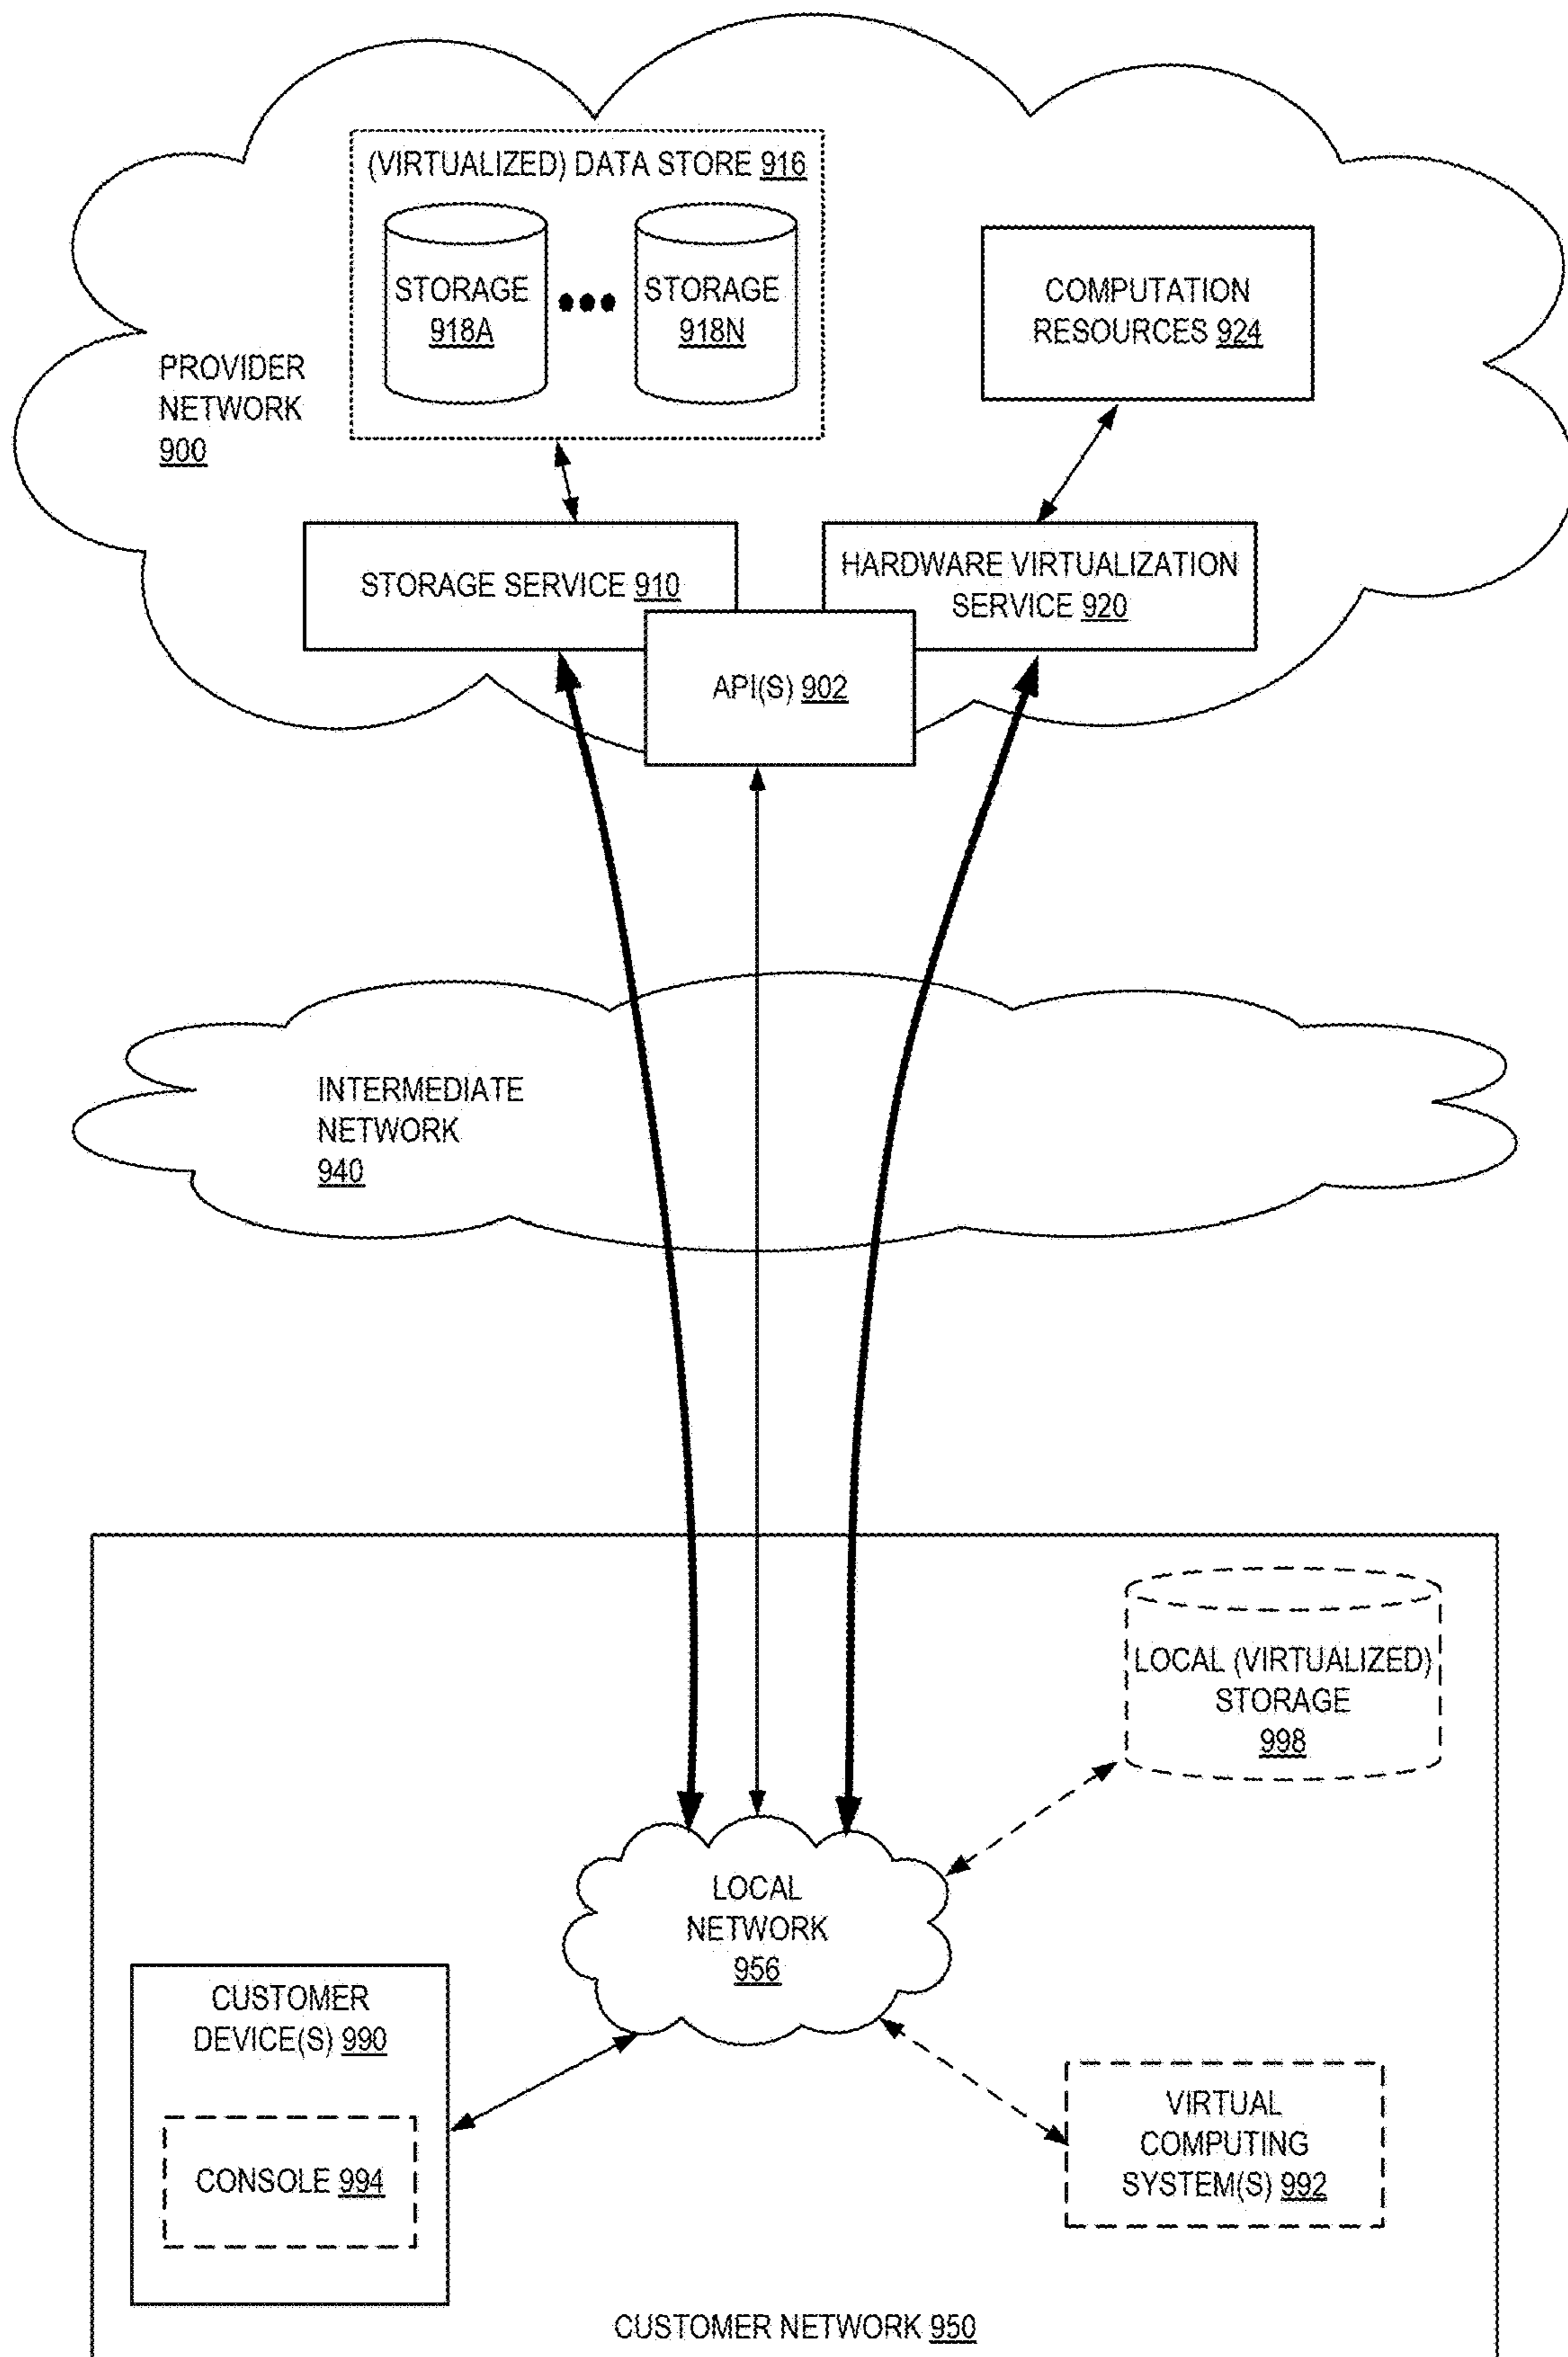 (VIRTUALIZED) DATA STORE 916
STORAGE
918A
STORAGE
918N
COMPUTATION
RESOURCES 924
PROVIDER
NETWORK
900
STORAGE SERVICE 910
HARDWARE VIRTUALIZATION
SERVICE 920
API(S) 902
INTERMEDIATE
NETWORK
940
LOCAL (VIRTUALIZED)
STORAGE
998
LOCAL
NETWORK
956
CUSTOMER
DEVICE(S) 990
CONSOLE 994
VIRTUAL
COMPUTING
SYSTEM(S) 992
CUSTOMER NETWORK 950